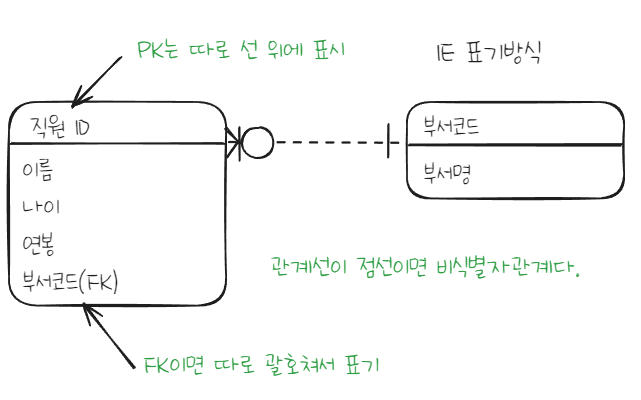 PK는 따로 선 위에 표시
IE 표기방식
직원 ID
이름
나이
연봉
부서코드(FK)
부서코드
부서명
관계선이 점선이면 비식별자관계다.
FK이면 따로 괄호쳐서 표기